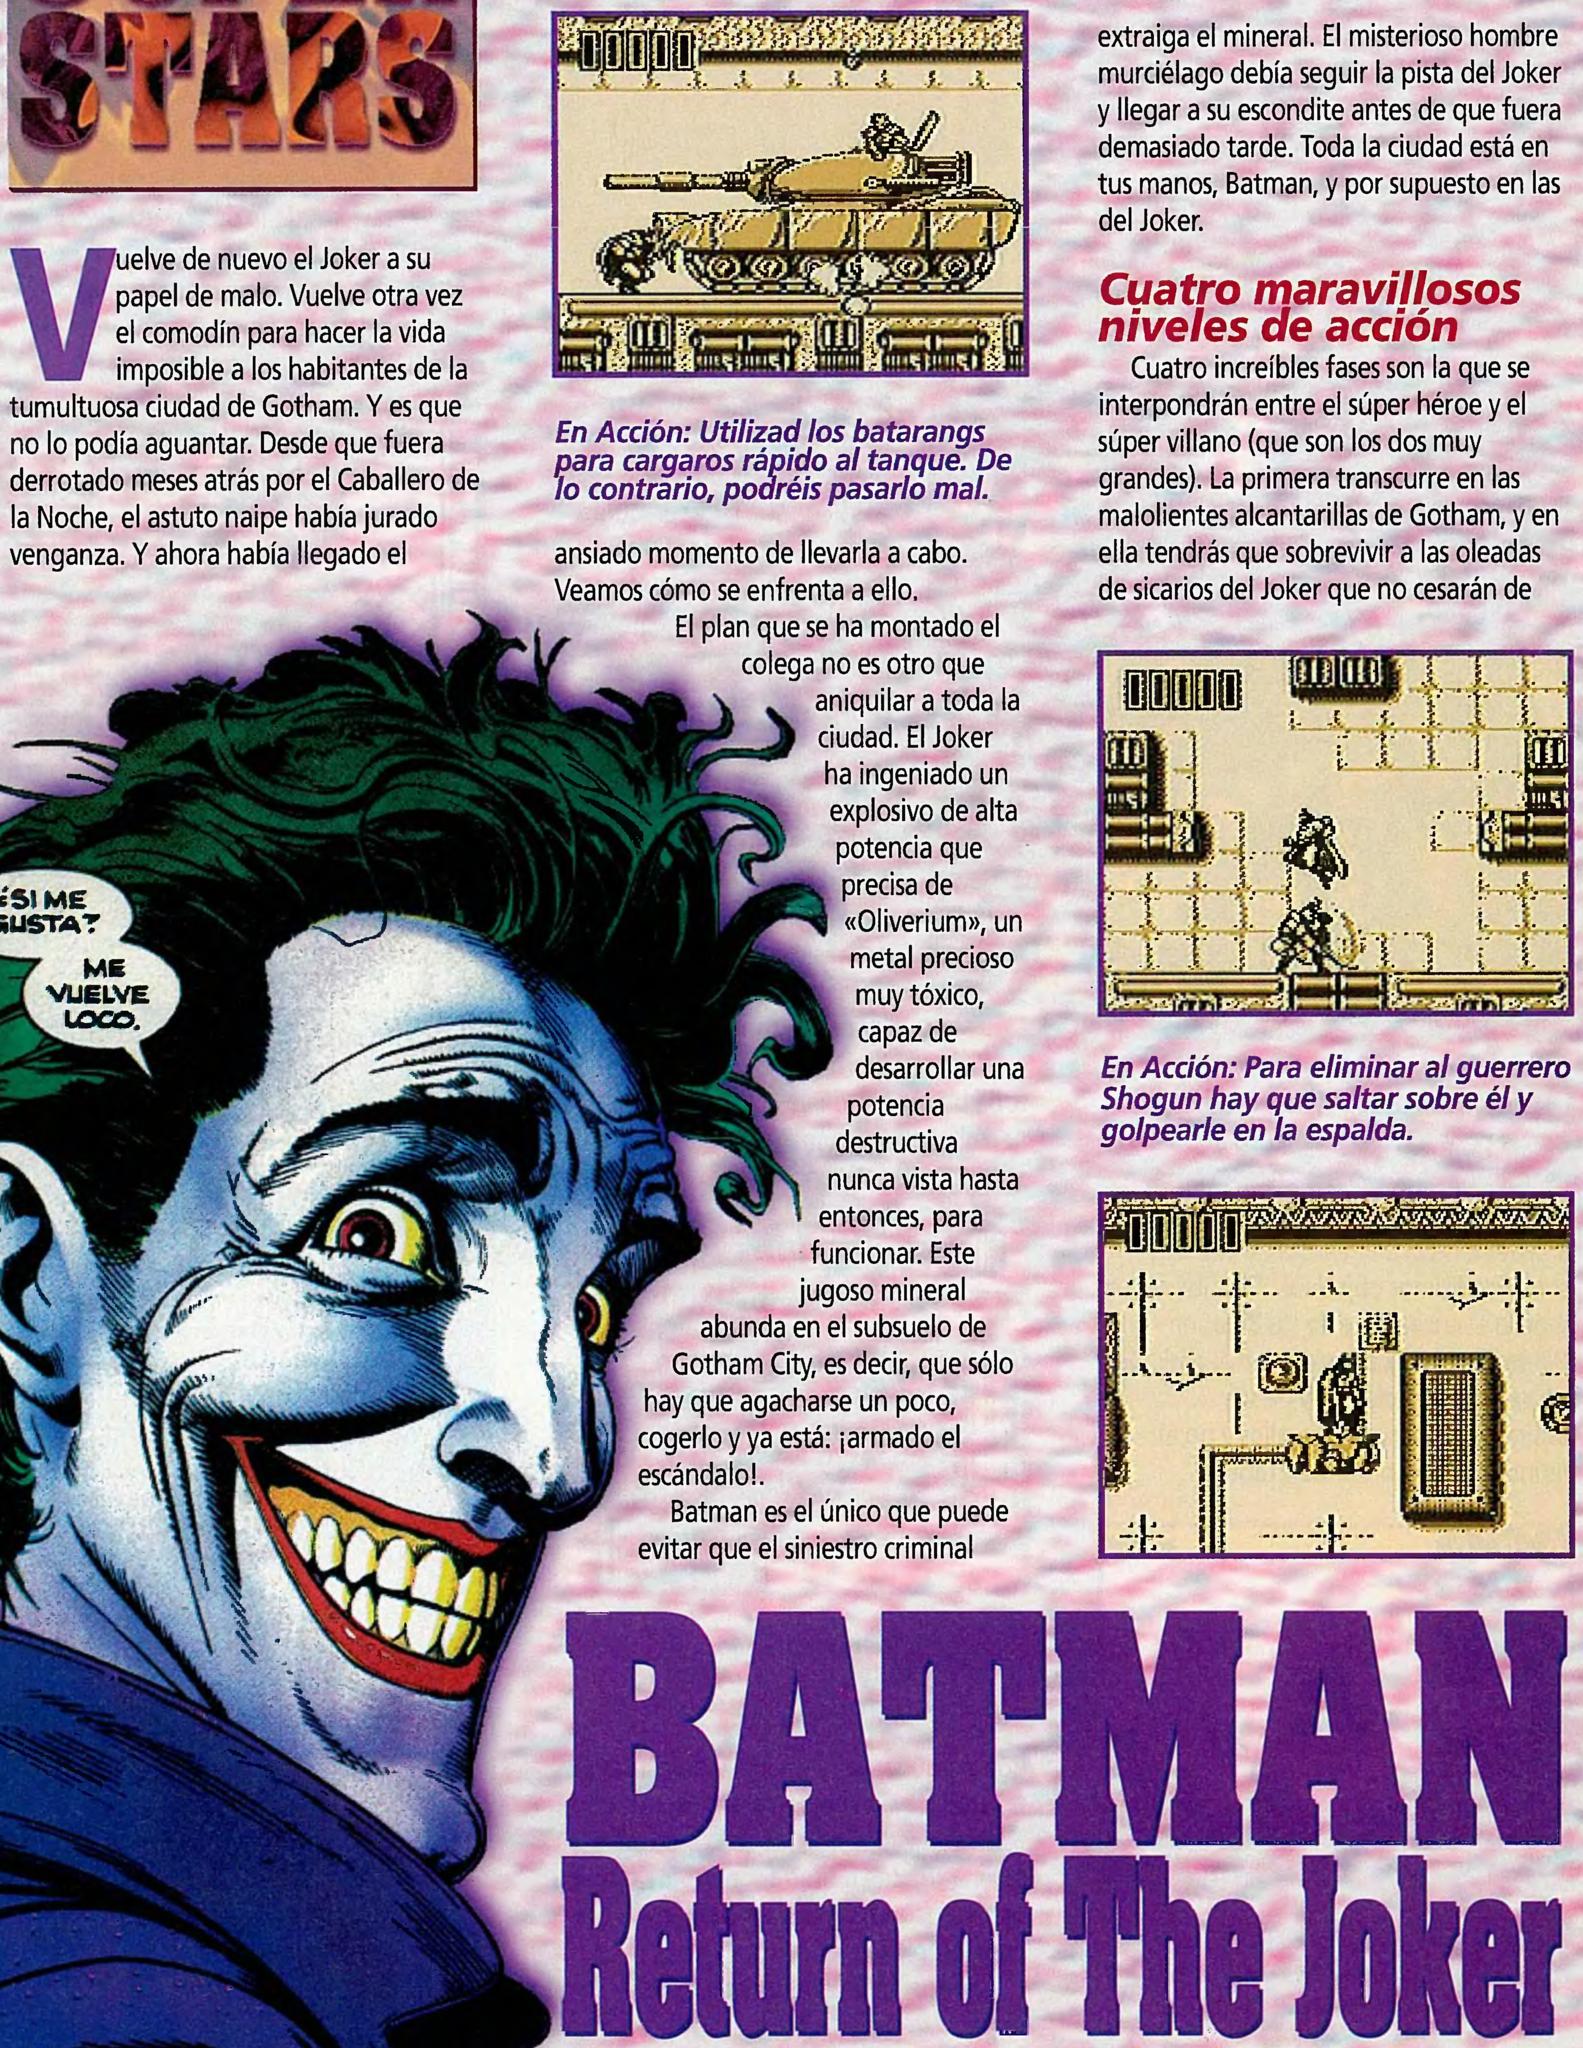 STARS
Vuelve de nuevo el Joker a su
papel de malo. Vuelve otra vez
el comodín para hacer la vida
imposible a los habitantes de la
tumultuosa ciudad de Gotham. Y es que
no lo podía aguantar. Desde que fuera
derrotado meses atrás por el Caballero de
la Noche, el astuto naipe había jurado
venganza. Y ahora había llegado el
En Acción: Utilizad los batarangs
para cargaros rápido al tanque. De
lo contrario, podréis pasarlo mal.
ansiado momento de llevarla a cabo.
Veamos cómo se enfrenta a ello.
El plan que se ha montado el
colega no es otro que
aniquilar a toda la
ciudad. El Joker
ha ingeniado un
explosivo de alta
potencia que
precisa de
«Oliverium», un
metal precioso
muy tóxico,
capaz de
desarrollar una
potencia
destructiva
nunca vista hasta
entonces, para
funcionar. Este
jugoso mineral
abunda en el subsuelo de
Gotham City, es decir, que sólo
hay que agacharse un poco,
cogerlo y ya está: ¡armado el
escándalo!.
Batman es el único que puede
evitar que el siniestro criminal
extraiga el mineral. El misterioso hombre
murciélago debía seguir la pista del Joker
y llegar a su escondite antes de que fuera
demasiado tarde. Toda la ciudad está en
tus manos, Batman, y por supuesto en las
del Joker.
Cuatro maravillosos
niveles de acción
Cuatro increíbles fases son la que se
interpondrán entre el súper héroe y el
súper villano (que son los dos muy
grandes). La primera transcurre en las
malolientes alcantarillas de Gotham, y en
ella tendrás que sobrevivir a las oleadas
de sicarios del Joker que no cesarán de
En Acción: Para eliminar al guerrero
Shogun hay que saltar sobre él y
golpearle en la espalda.
¿SI ME
GUSTA?
ME
VUELVE
LOCO.
BATMAN
Return of The Joker